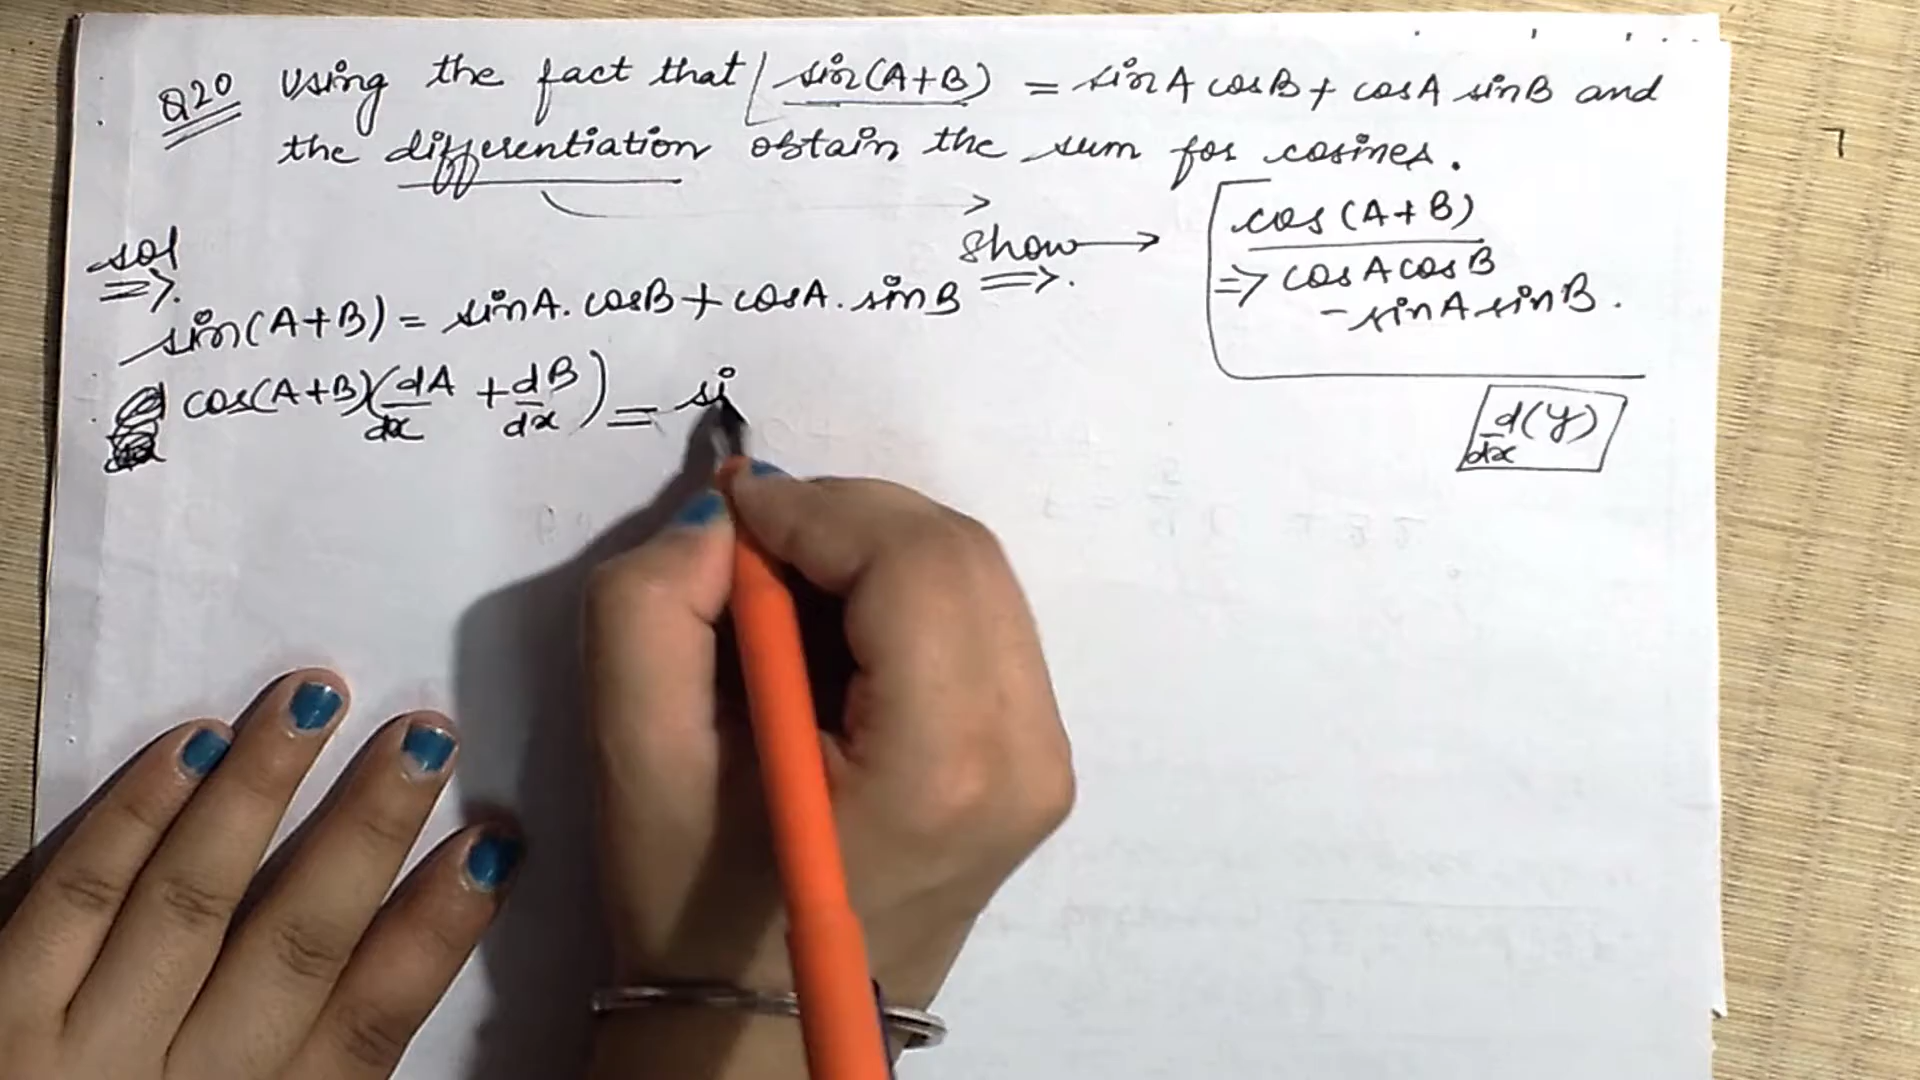 Q20 Using the fact that sin(A+B) = sinA cosB + cosA sinB and
the differentiation obtain the sum for cosines.
sol
=>.
show →
=>.
cos(A+B)
=> cosA cosB
- sinA sinB.
sin(A+B) = sinA. cosB + cosA. sinB
cos(A+B)(dA/dx + dB/dx) = si
d/dx (y)